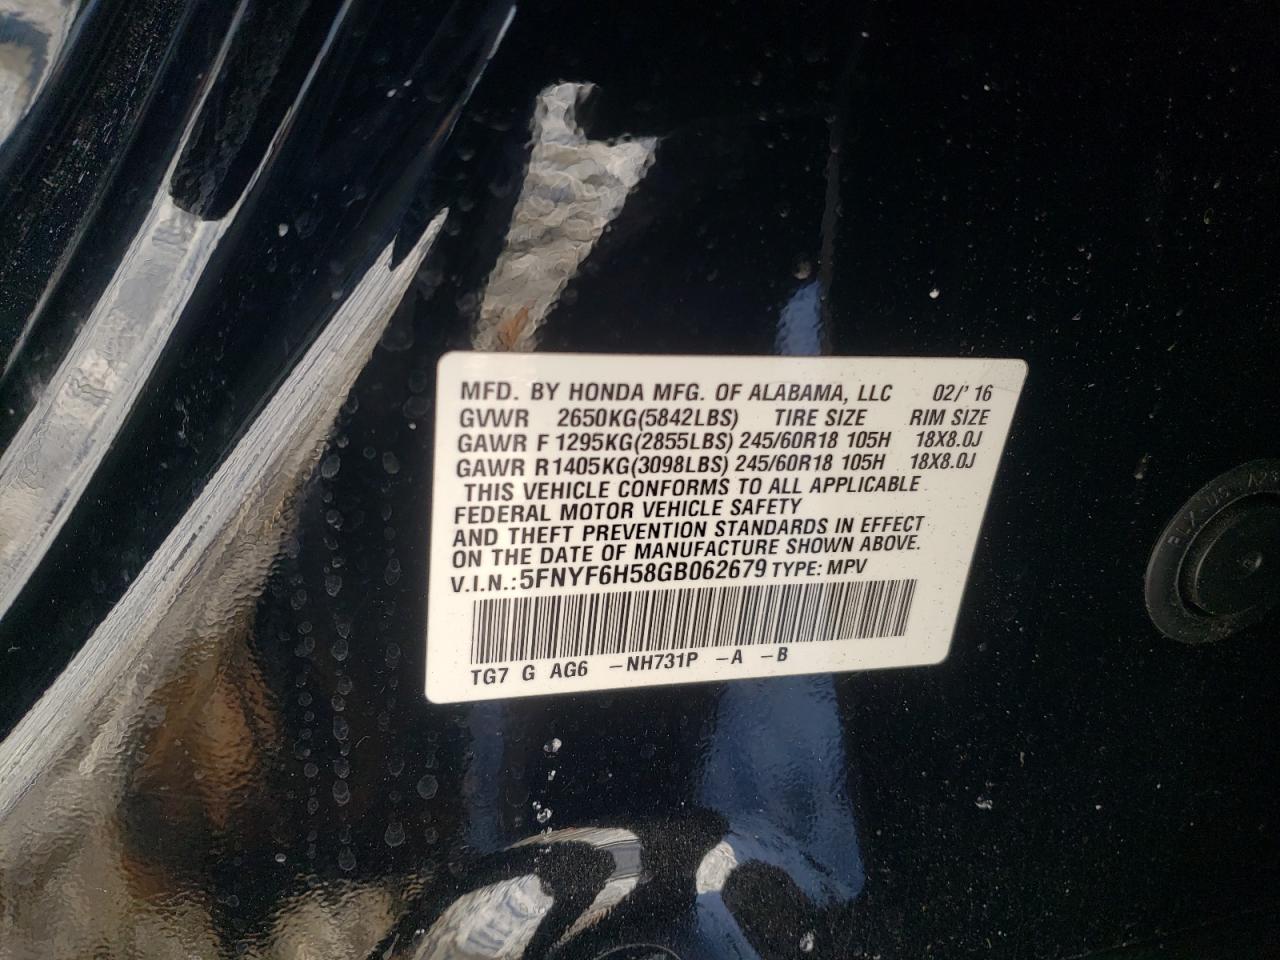 MFD. BY HONDA MFG. OF ALABAMA, LLC 02/' 16
GVWR 2650KG(5842LBS) TIRE SIZE RIM SIZE
GAWR F 1295KG(2855LBS) 245/60R18 105H 18X8.0J
GAWR R1405KG(3098LBS) 245/60R18 105H 18X8.0J
THIS VEHICLE CONFORMS TO ALL APPLICABLE
FEDERAL MOTOR VEHICLE SAFETY
AND THEFT PREVENTION STANDARDS IN EFFECT
ON THE DATE OF MANUFACTURE SHOWN ABOVE.
V.I.N.: 5FNYF6H58GB062679 TYPE: MPV
TG7 G AG6 –NH731P –A –B